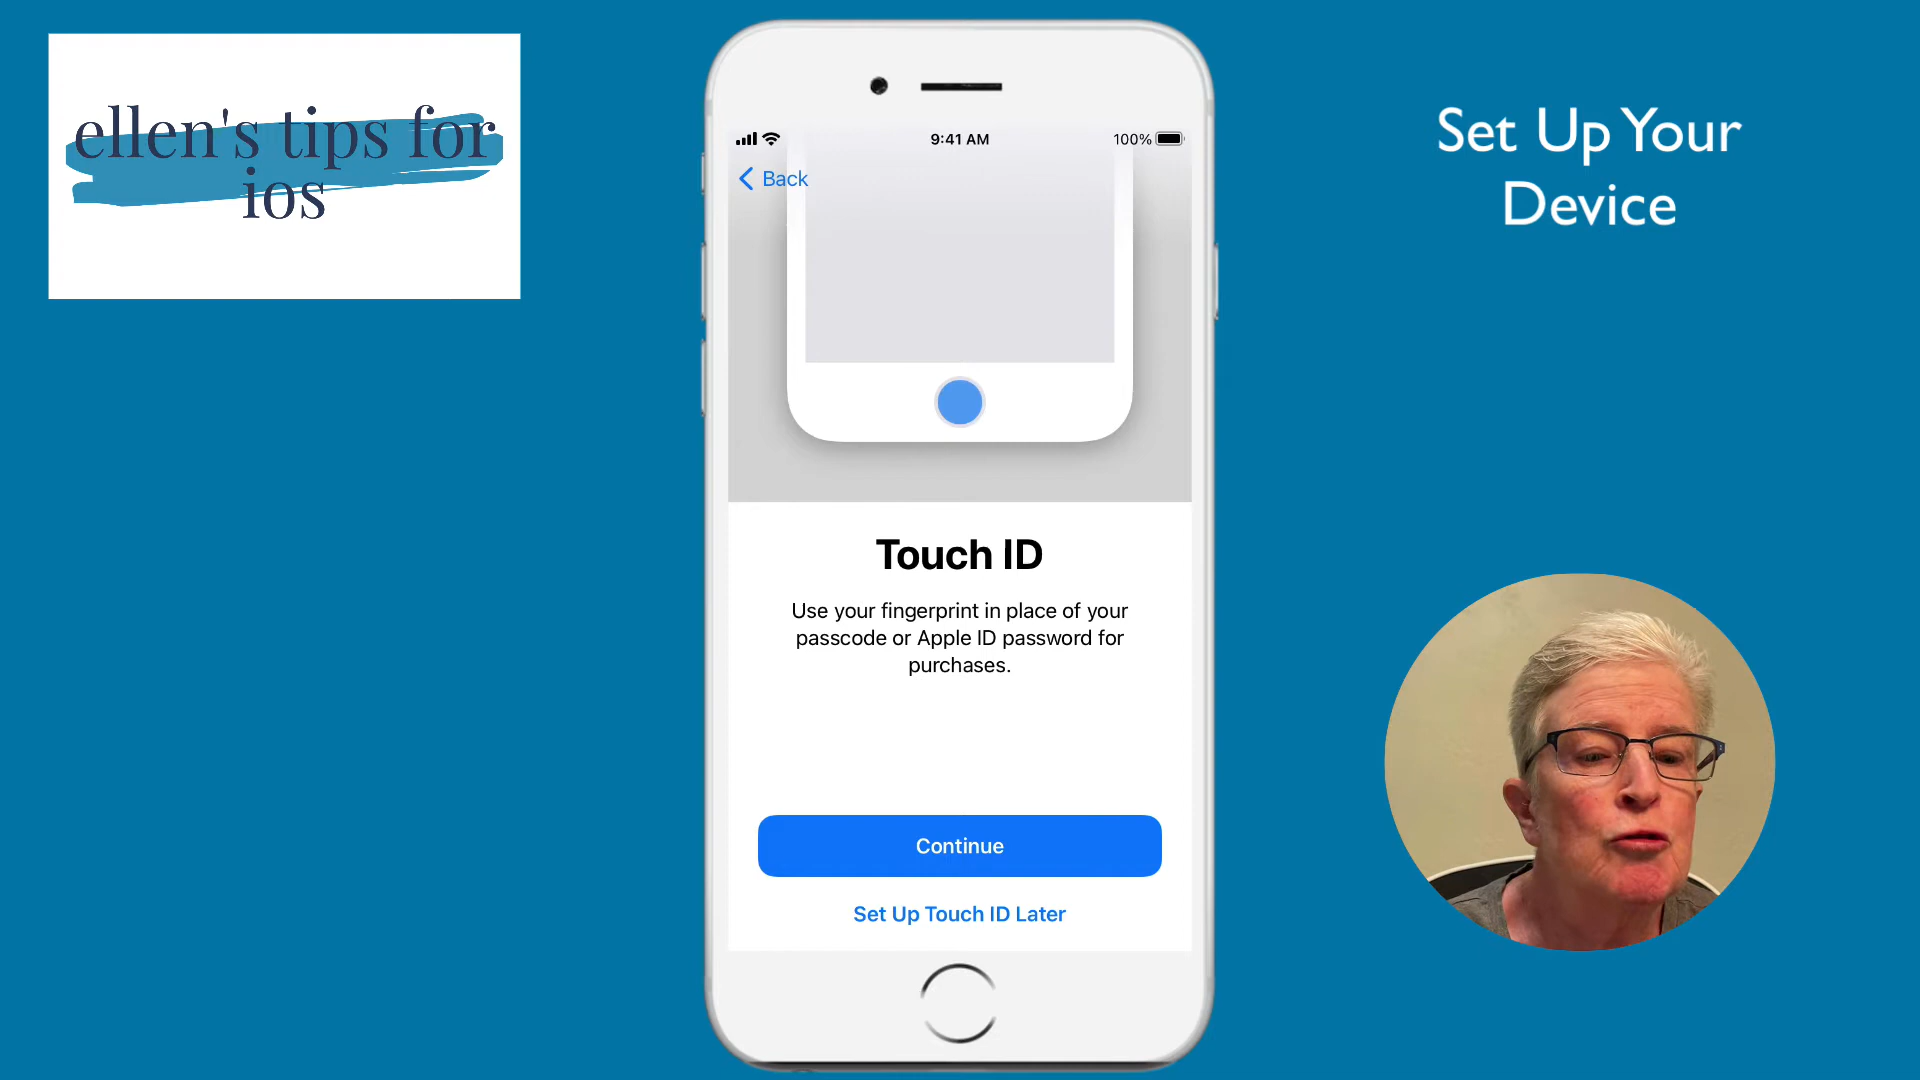 ellen's tips for
ios
Set Up Your
Device
9:41 AM
100%
Back
Touch ID
Use your fingerprint in place of your
passcode or Apple ID password for
purchases.
Continue
Set Up Touch ID Later